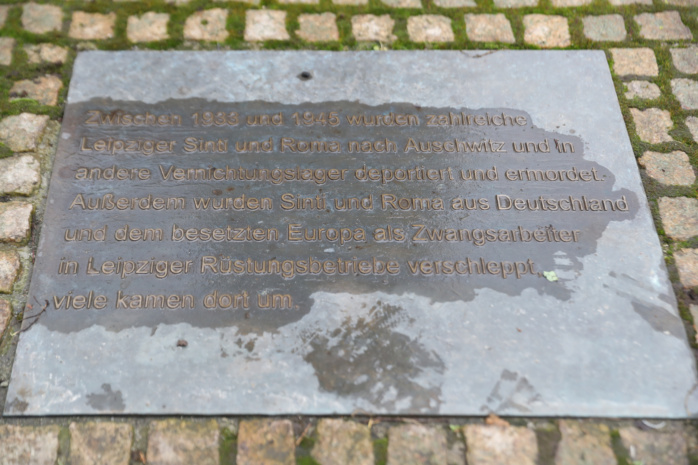 Zwischen 1938 und 1945 wurden zahlreiche
Leipziger Sinti und Roma nach Auschwitz und in
andere Vernichtungslager deportiert und ermordet.
Außerdem wurden Sinti und Roma aus Deutschland
und dem besetzten Europa als Zwangsarbeiter
in Leipziger Rüstungsbetriebe verschleppt,
viele kamen dort um.